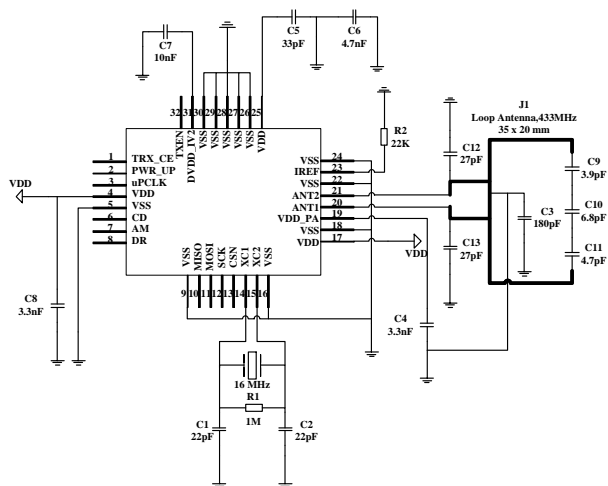 C5
33pF
C6
4.7nF
C7
10nF
32 31 30 29 28 27 26 25
TXEN
DVDD_IV2
VSS
VSS
VSS
VSS
VSS
VDD
J1
Loop Antenna,433MHz
35 x 20 mm
R2
22K
C12
27pF
C9
3.9pF
C10
6.8pF
C11
4.7pF
C3
180pF
C13
27pF
1 TRX_CE
2 PWR_UP
3 uPCLK
4 VDD
5 VSS
6 CD
7 AM
8 DR
VDD
VSS 24
IREF 23
VSS 22
ANT2 21
ANT1 20
VDD_PA 19
VSS 18
VDD 17
VDD
VSS
MISO
MOSI
SCK
CSN
XC1
XC2
VSS
9 10 11 12 13 14 15 16
C8
3.3nF
C4
3.3nF
16 MHz
R1
1M
C1
22pF
C2
22pF